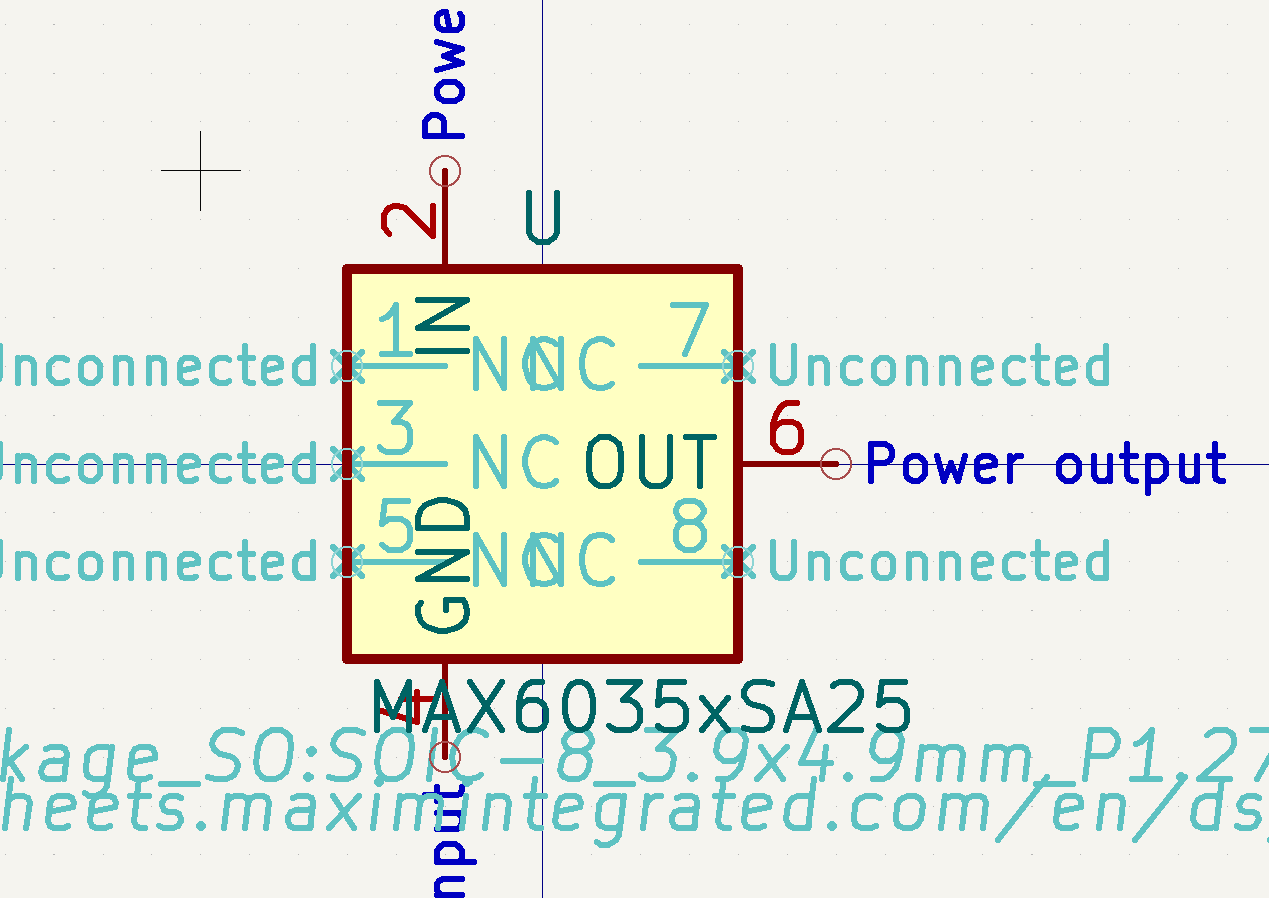 Powe
2
U
IN
1 NC NC 7
Unconnected Unconnected
3 NC OUT 6
Unconnected Power output
5 GND NC NC 8
Unconnected Unconnected
4
MAX6035xSA25
kage_SO:SOIC-8_3.9x4.9mm_P1.27
heets.maximintegrated.com/en/ds
nput